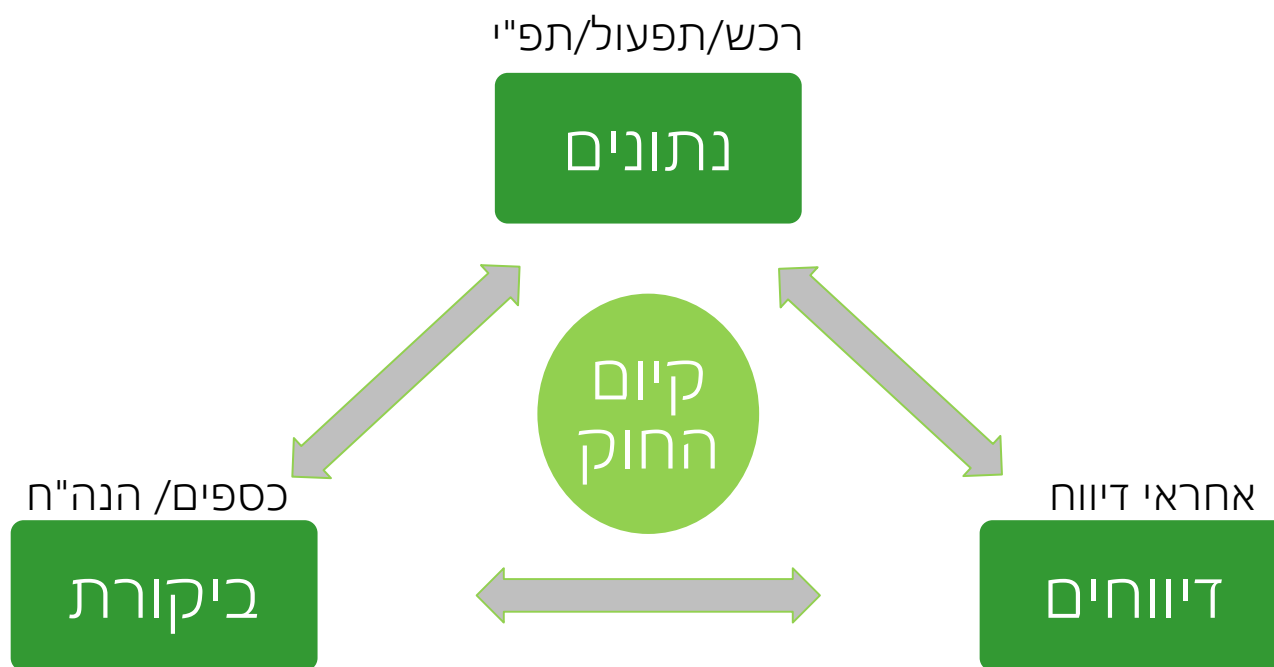 רכש/תפעול/תפ"י
נתונים
קיום
החוק
אחראי דיווח
דיווחים
כספים/ הנה"ח
ביקורת